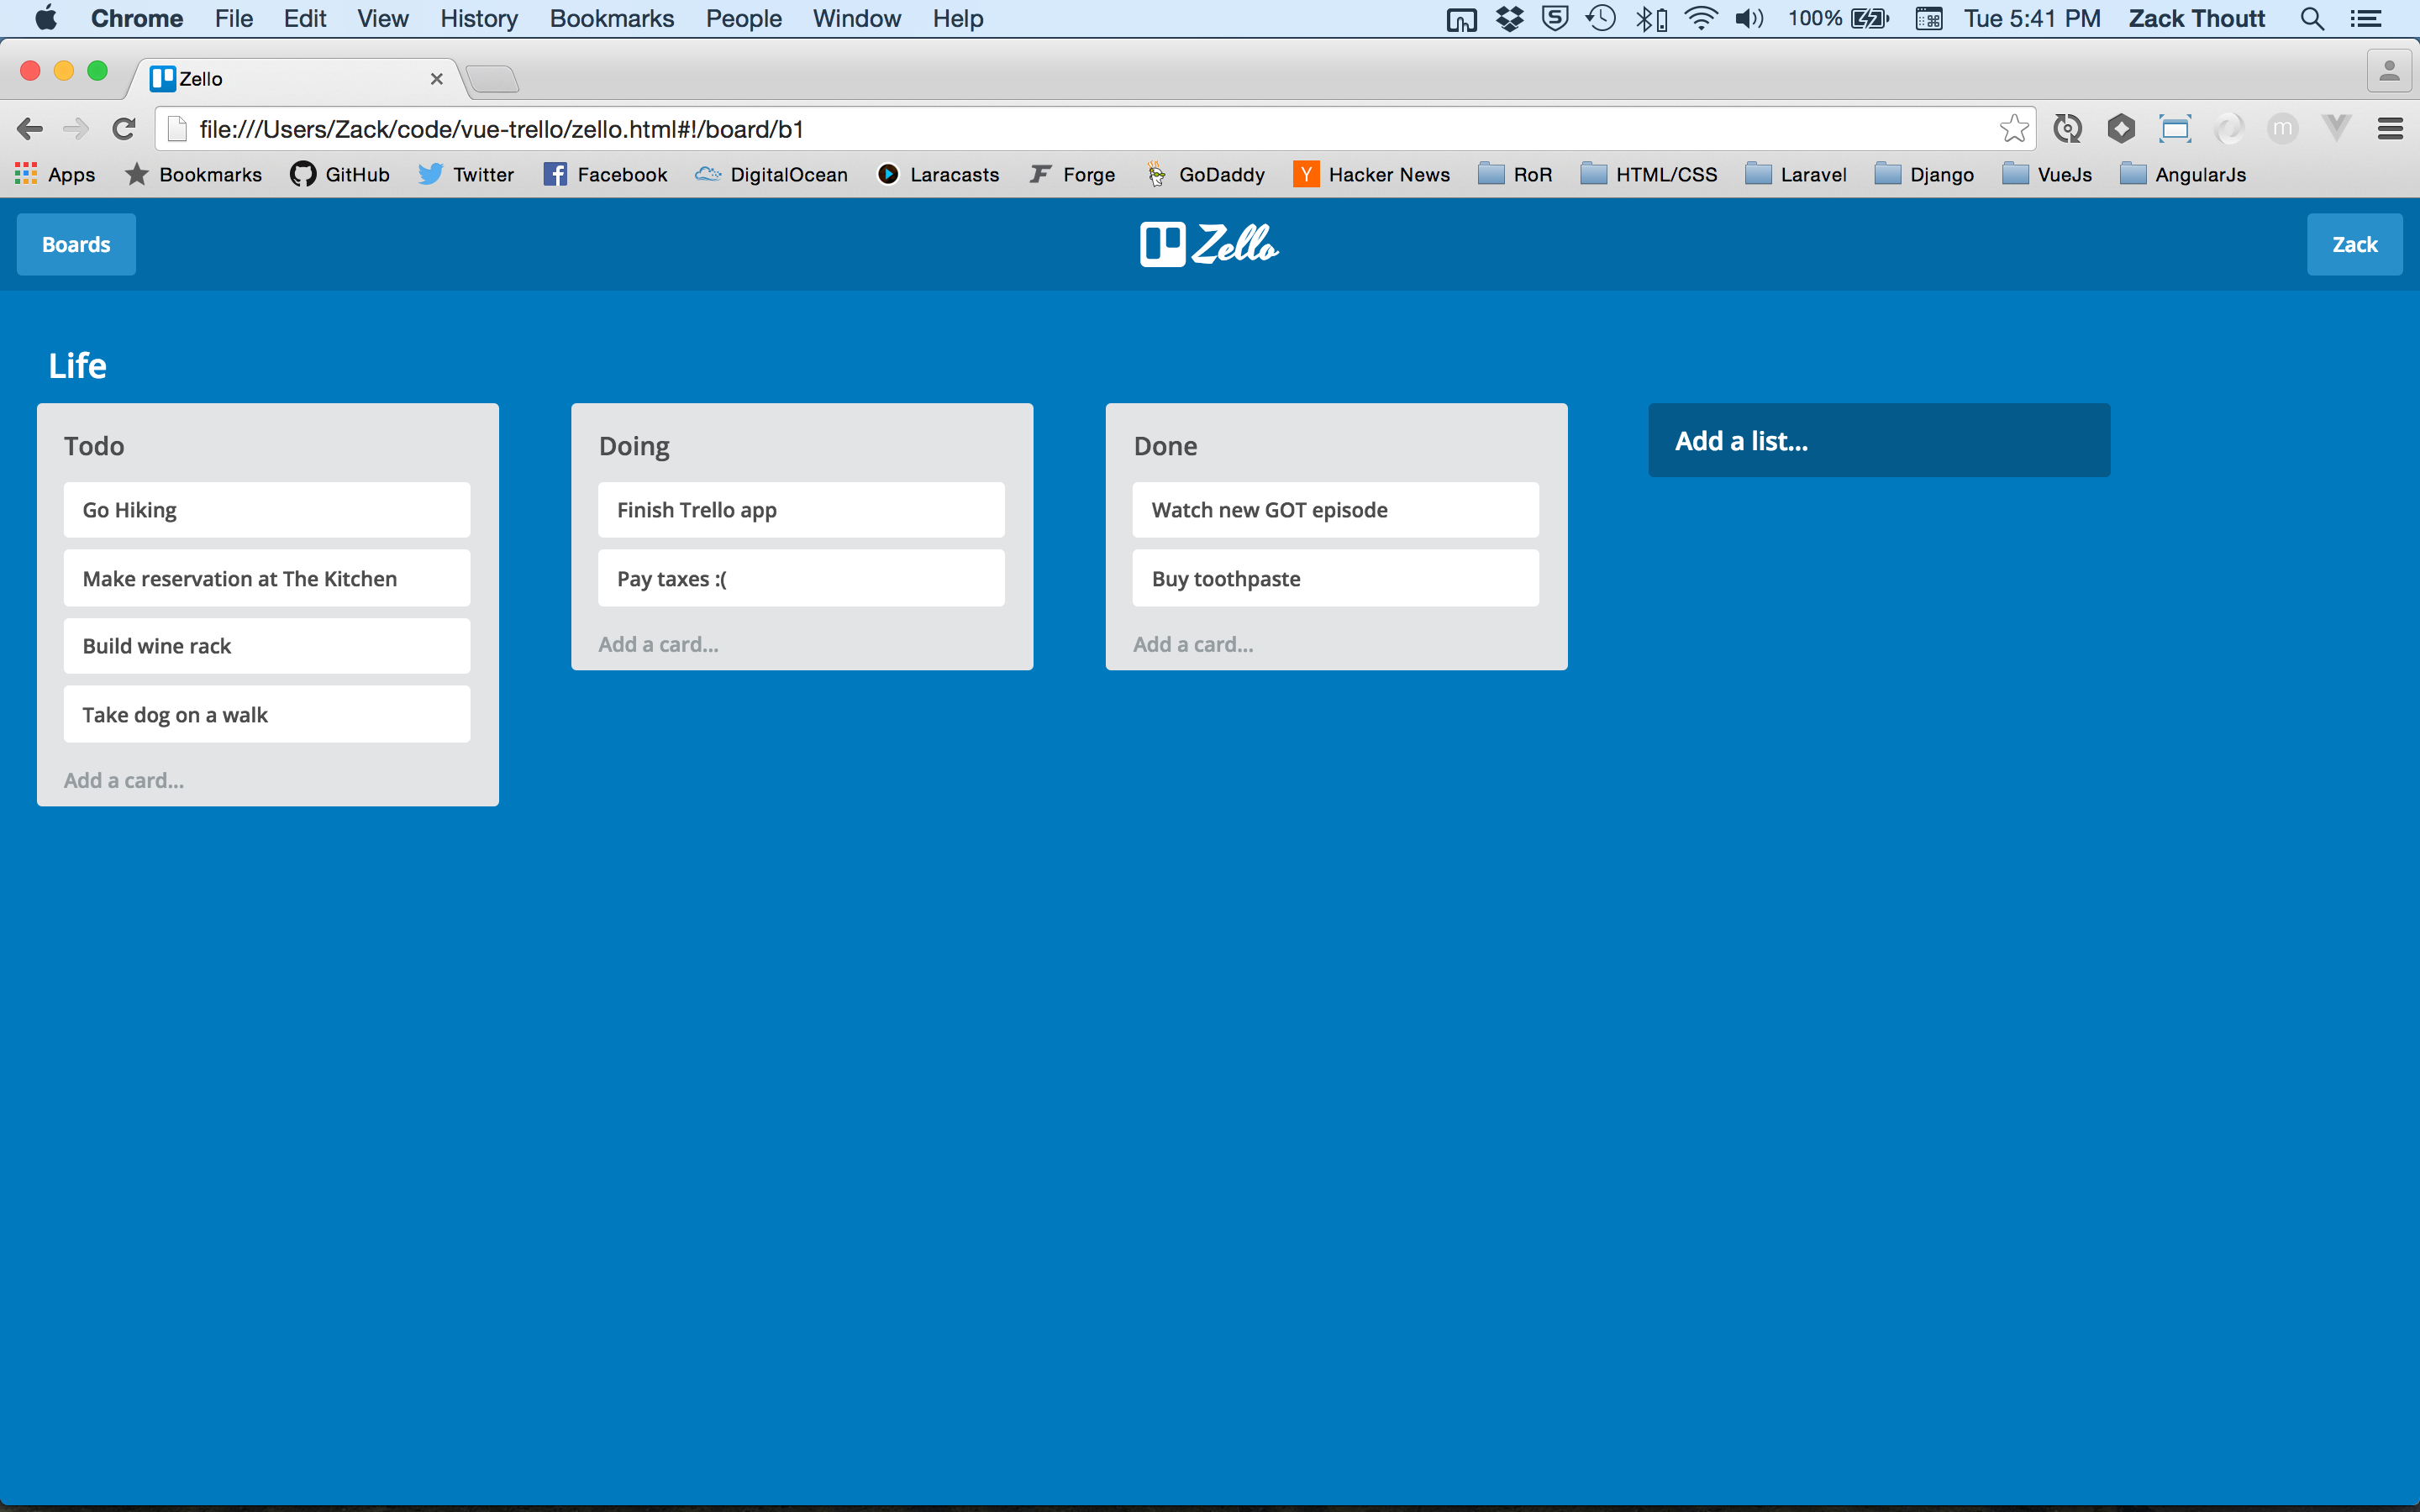 Chrome File Edit View History Bookmarks People Window Help 100% Tue 5:41 PM Zack Thoutt
Zello
file:///Users/Zack/code/vue-trello/zello.html#!/board/b1 m
Apps Bookmarks GitHub Twitter Facebook DigitalOcean Laracasts Forge GoDaddy Y Hacker News RoR HTML/CSS Laravel Django VueJs AngularJs
Boards Zello Zack
Life
Todo
Go Hiking
Make reservation at The Kitchen
Build wine rack
Take dog on a walk
Add a card...
Doing
Finish Trello app
Pay taxes :(
Add a card...
Done
Watch new GOT episode
Buy toothpaste
Add a card...
Add a list...